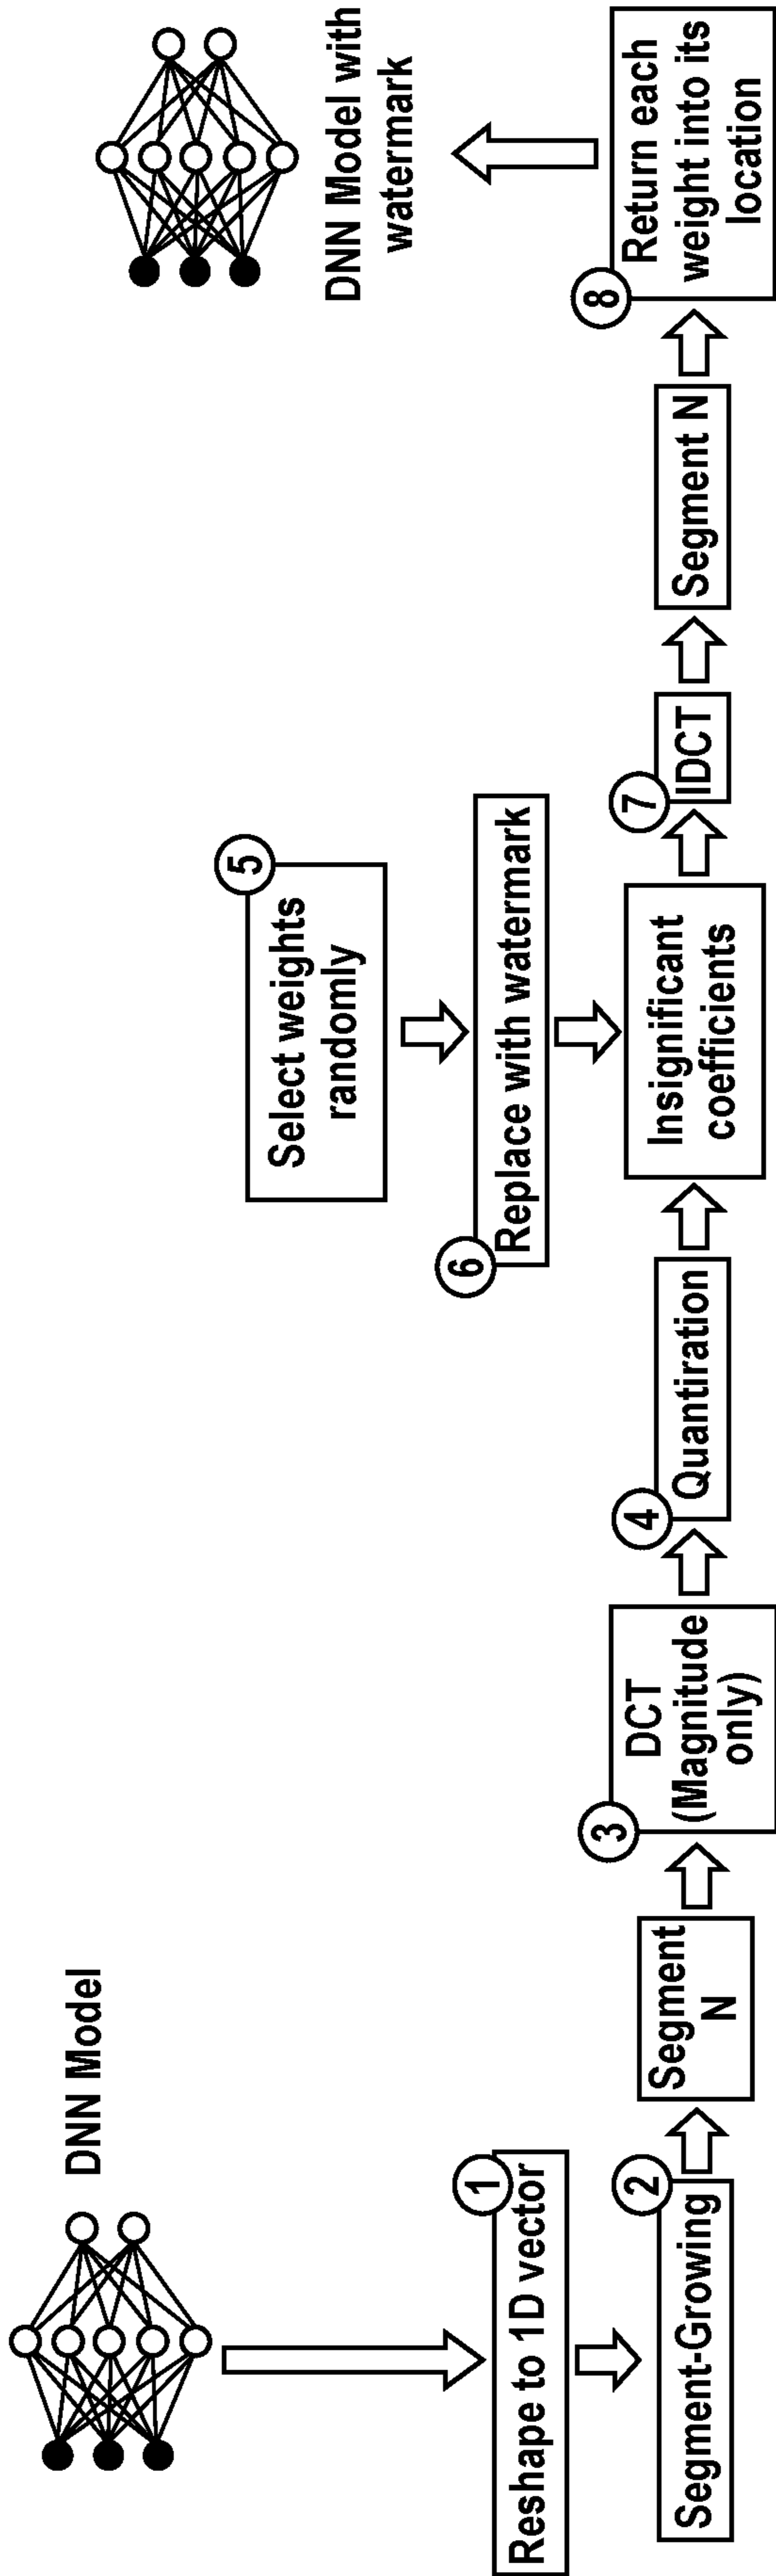 DNN Model
1
Reshape to 1D vector
2
Segment-Growing
Segment
N
3
DCT
(Magnitude
only)
4
Quantiration
5
Select weights
randomly
6
Replace with watermark
Insignificant
coefficients
7
IDCT
Segment N
8
Return each
weight into its
location
DNN Model with
watermark